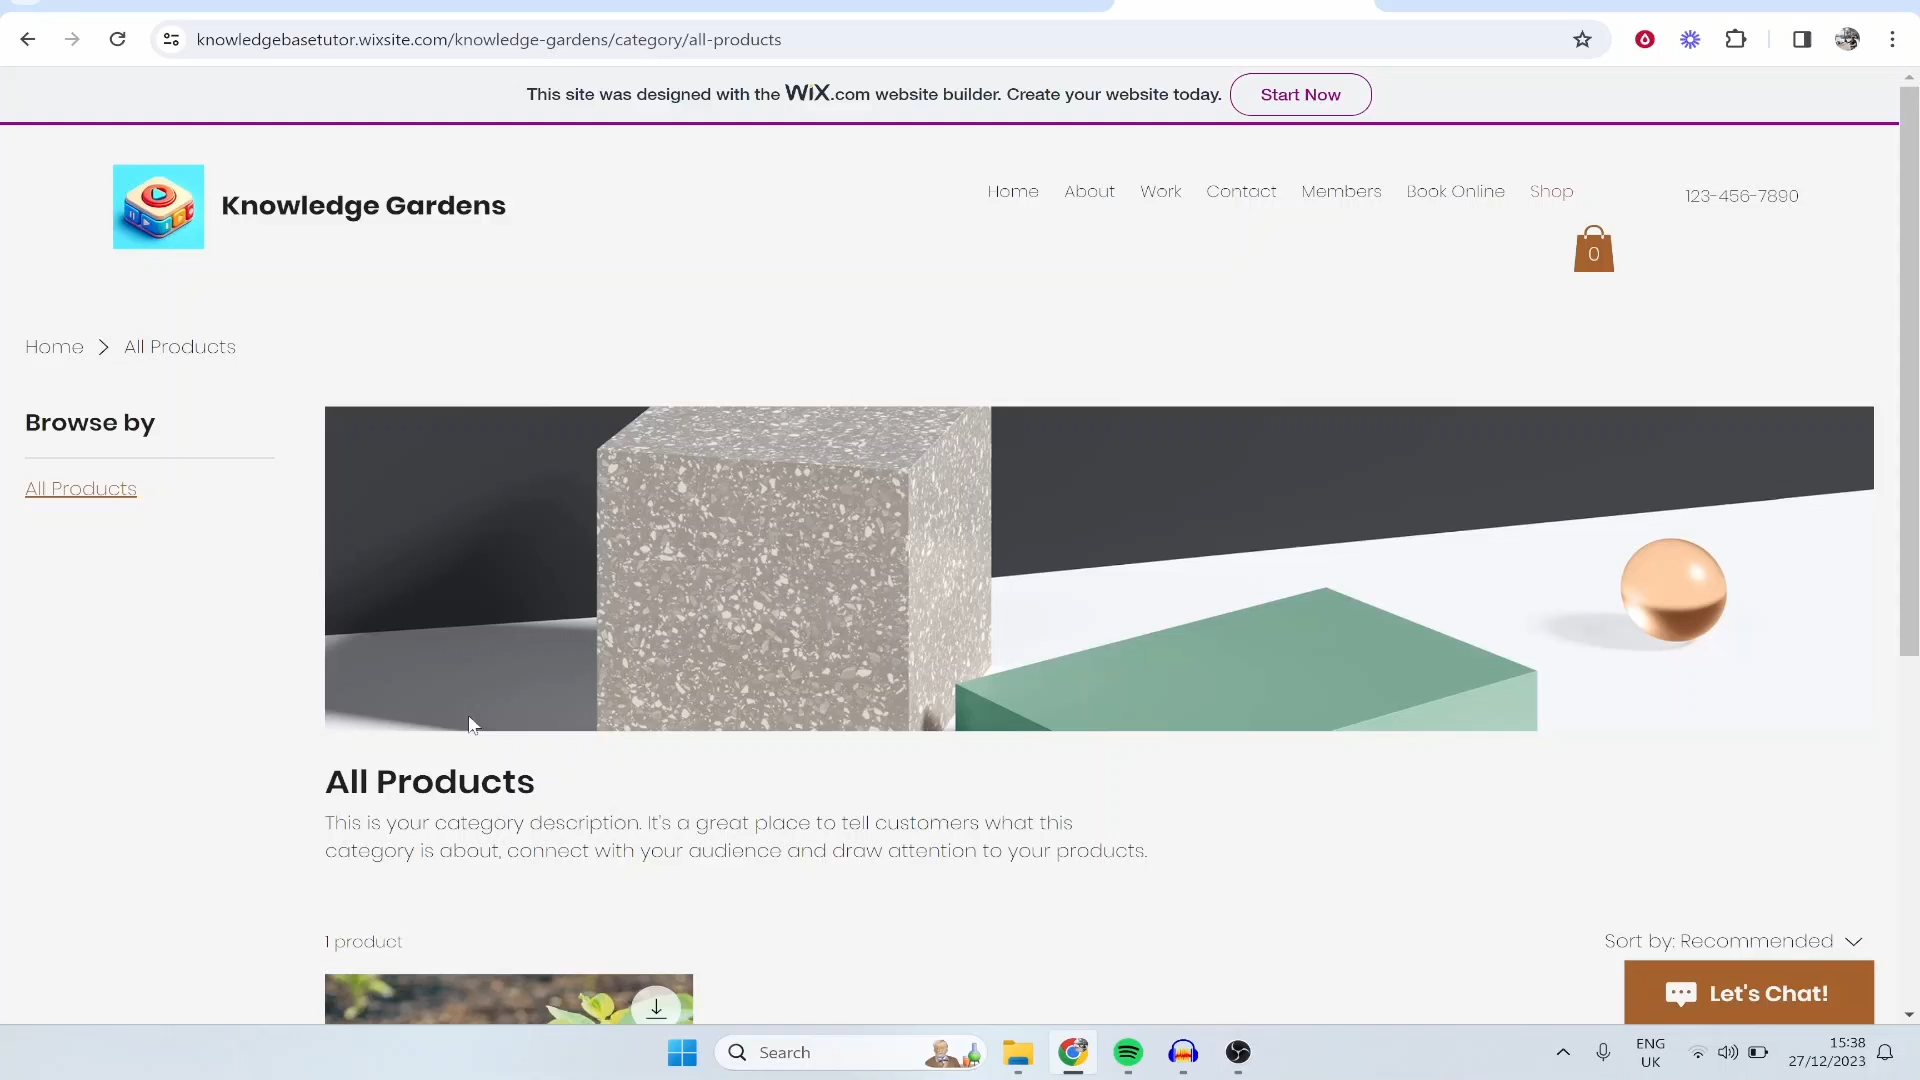 knowledgebasetutor.wixsite.com/knowledge-gardens/category/all-products
This site was designed with the WiX.com website builder. Create your website today.
Start Now
Knowledge Gardens
Home
About
Work
Contact
Members
Book Online
Shop
123-456-7890
0
Home > All Products
Browse by
All Products
All Products
This is your category description. It's a great place to tell customers what this
category is about, connect with your audience and draw attention to your products.
1 product
Sort by: Recommended
Let's Chat!
Search
ENG
UK
15:38
27/12/2023